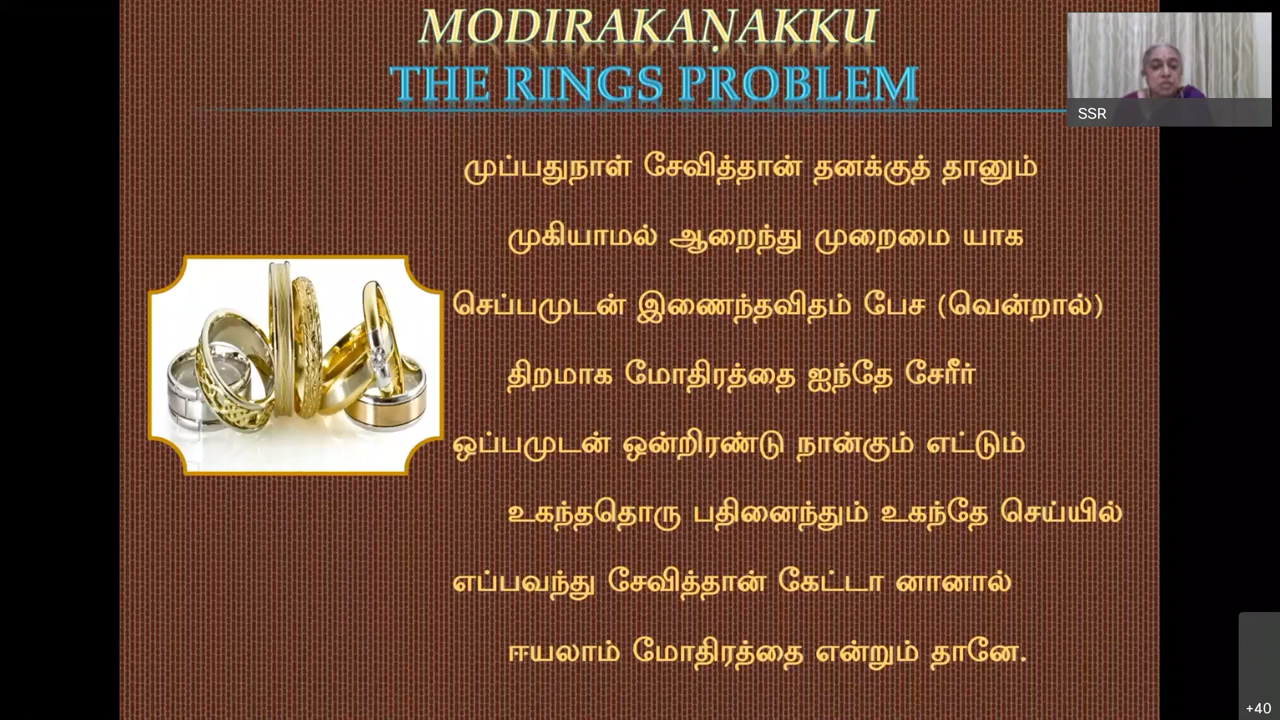 MODIRAKAṆAKKU
THE RINGS PROBLEM
SSR
முப்பதுநாள் சேவித்தான் தனக்குத் தானும்
முகியாமல் ஆறைந்து முறைமை யாக
செப்பமுடன் இணைந்தவிதம் பேச (வென்றால்)
திறமாக மோதிரத்தை ஐந்தே சேரீர்
ஒப்பமுடன் ஒன்றிரண்டு நான்கும் எட்டும்
உகந்ததொரு பதினைந்தும் உகந்தே செய்யில்
எப்பவந்து சேவித்தான் கேட்டா னானால்
ஈயலாம் மோதிரத்தை என்றும் தானே.
+40